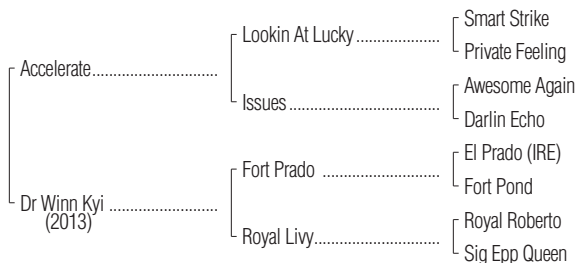 Smart Strike
Lookin At Lucky
Private Feeling
Accelerate
Awesome Again
Issues
Darlin Echo
El Prado (IRE)
Fort Prado
Fort Pond
Dr Winn Kyi
(2013)
Royal Roberto
Royal Livy
Sig Epp Queen